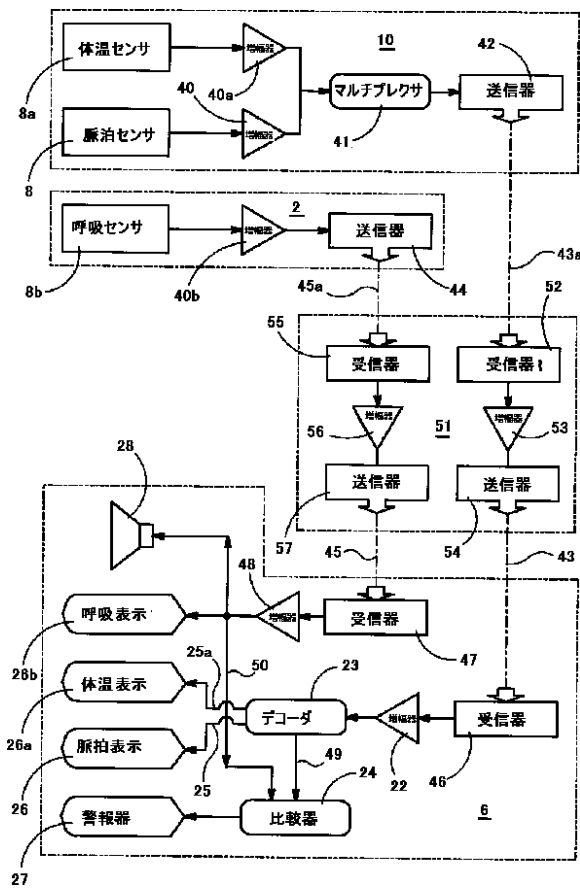 体温センサ
8a
増幅器
40a
10
マルチプレクサ
41
42
送信器
脈泊センサ
8
40
増幅器
呼吸センサ
8b
増幅器
40b
2
送信器
44
45a
43a
55
受信器
52
受信器
増幅器
56
51
増幅器
53
送信器
57
送信器
54
45
43
28
呼吸表示
26b
48
増幅器
受信器
47
体温表示
26a
25a
50
23
デコーダ
増幅器
22
受信器
46
脈拍表示
26
25
49
24
比較器
警報器
27
6